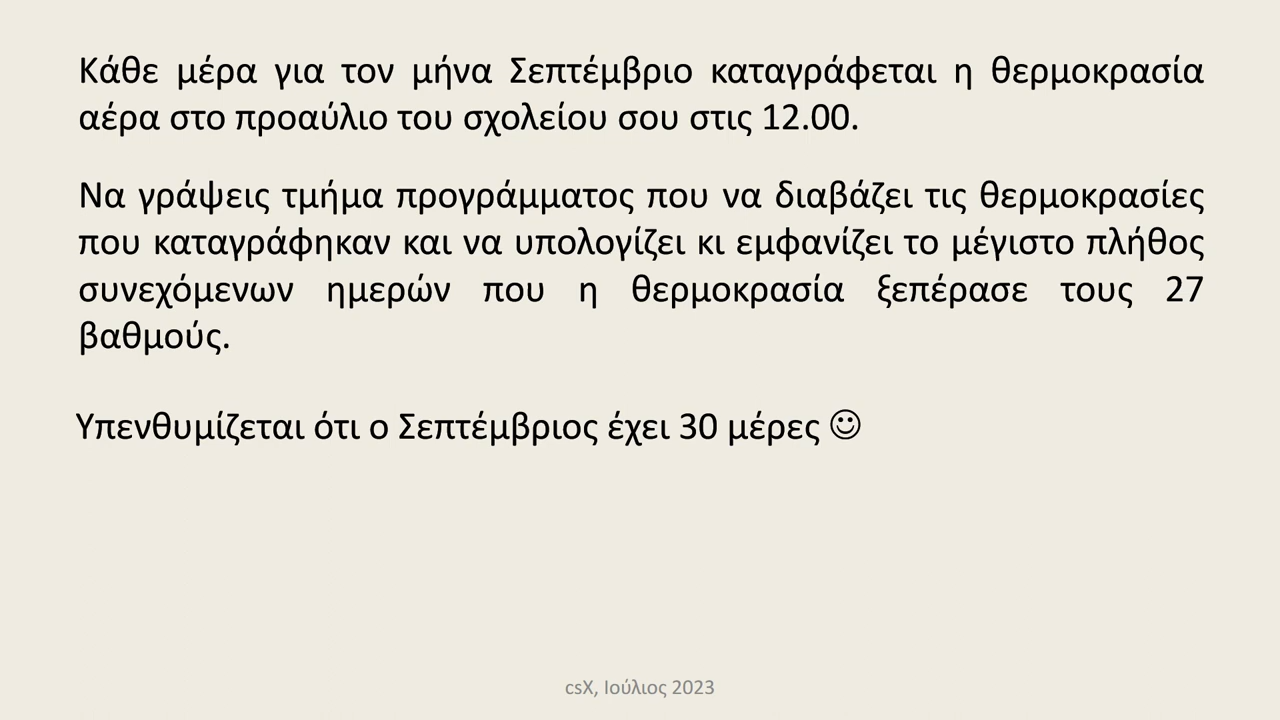 Κάθε μέρα για τον μήνα Σεπτέμβριο καταγράφεται η θερμοκρασία
αέρα στο προαύλιο του σχολείου σου στις 12.00.
Να γράψεις τμήμα προγράμματος που να διαβάζει τις θερμοκρασίες
που καταγράφηκαν και να υπολογίζει κι εμφανίζει το μέγιστο πλήθος
συνεχόμενων ημερών που η θερμοκρασία ξεπέρασε τους 27
βαθμούς.
Υπενθυμίζεται ότι ο Σεπτέμβριος έχει 30 μέρες ☺
csX, Ιούλιος 2023